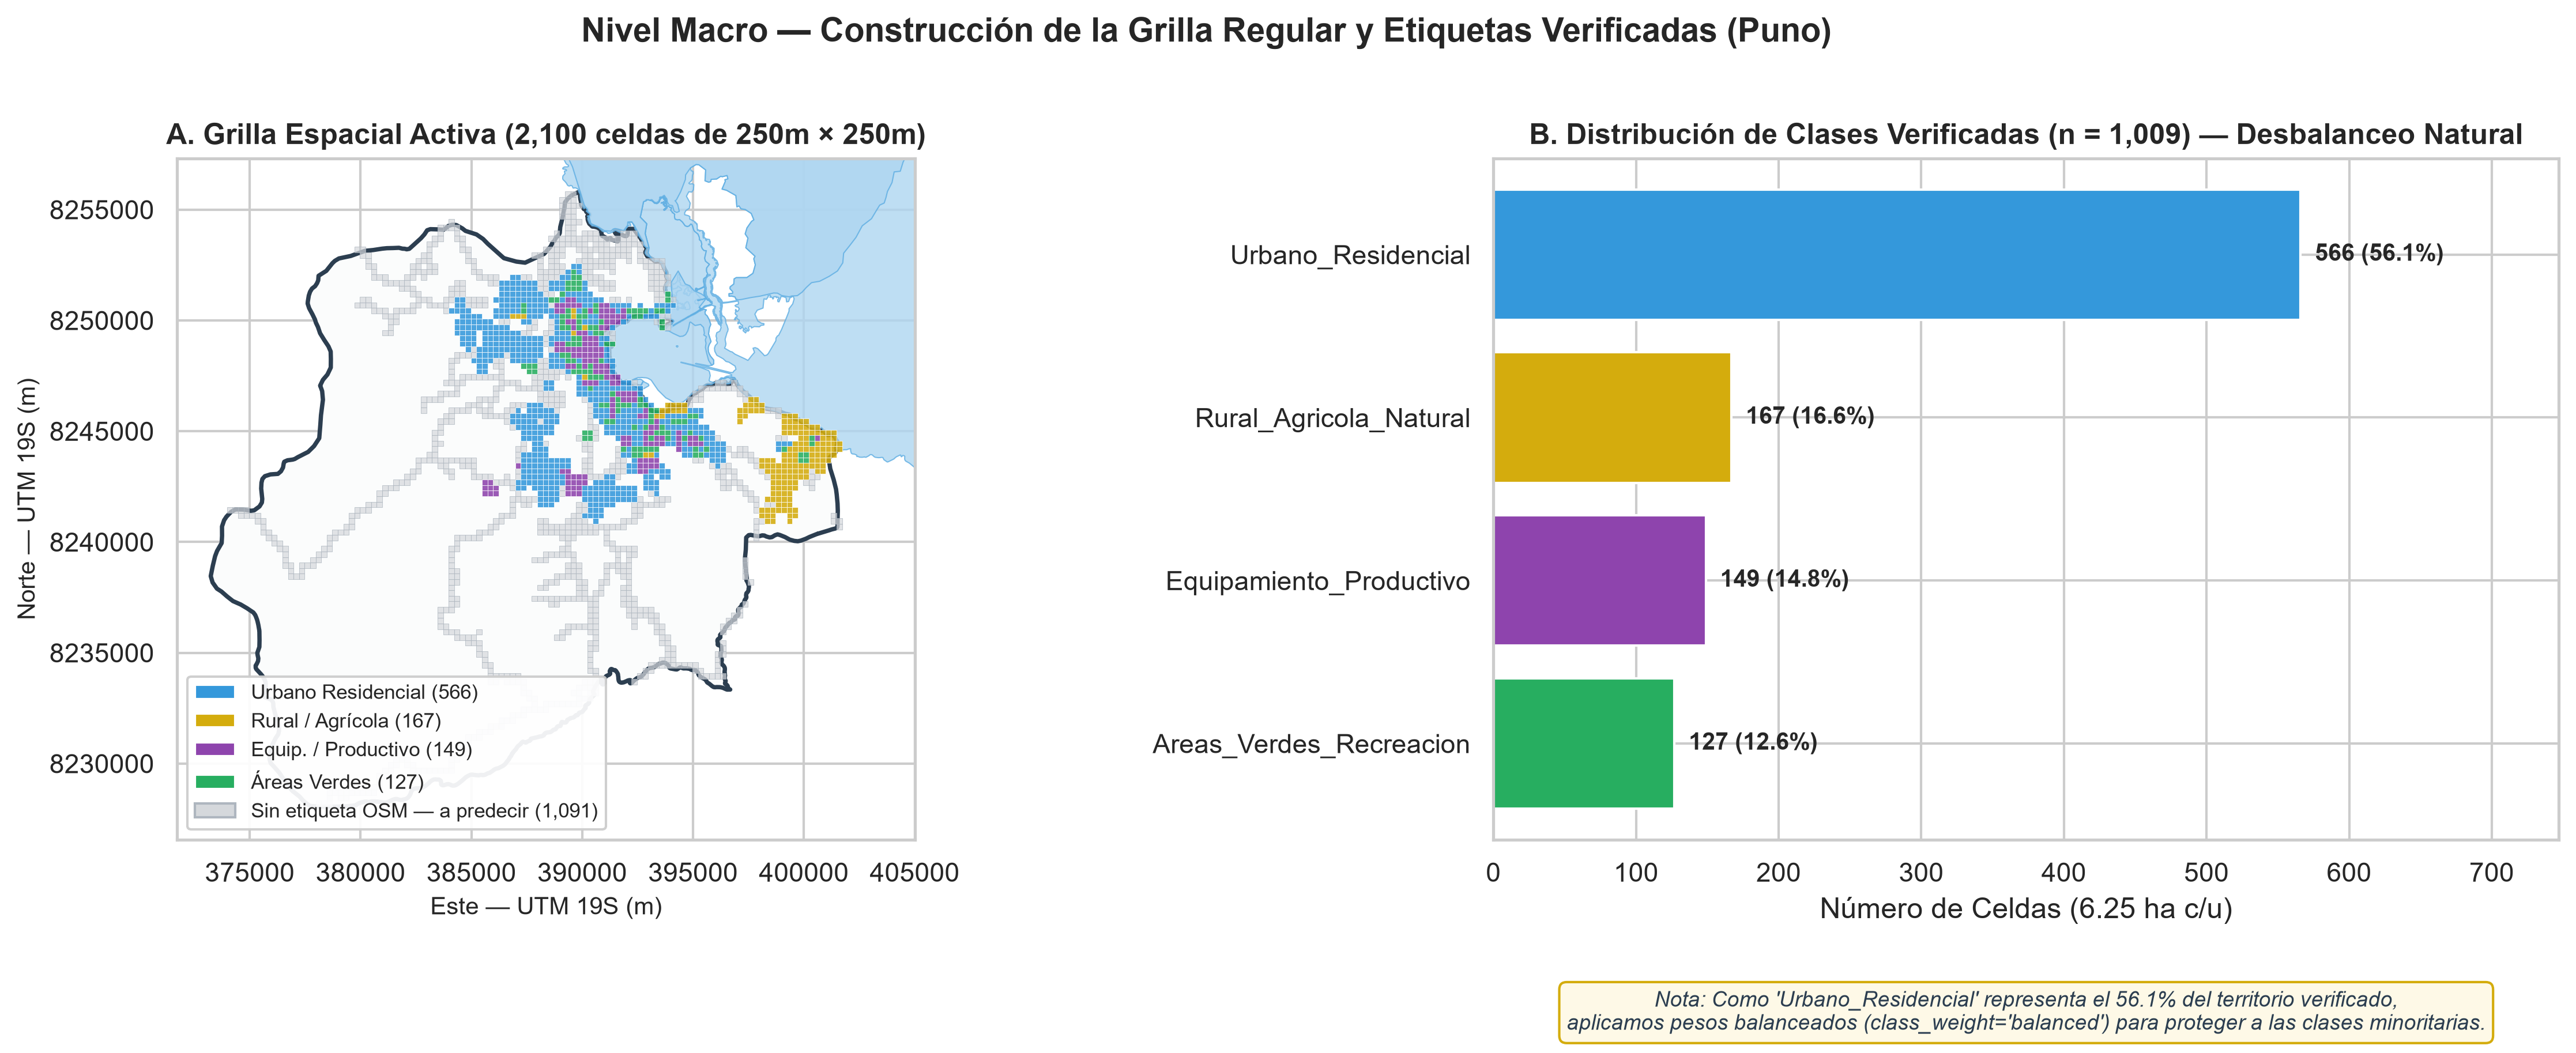 Nivel Macro — Construcción de la Grilla Regular y Etiquetas Verificadas (Puno)
A. Grilla Espacial Activa (2,100 celdas de 250m × 250m)
Norte — UTM 19S (m)
8255000
8250000
8245000
8240000
8235000
8230000
Urbano Residencial (566)
Rural / Agrícola (167)
Equip. / Productivo (149)
Áreas Verdes (127)
Sin etiqueta OSM — a predecir (1,091)
375000 380000 385000 390000 395000 400000 405000
Este — UTM 19S (m)
B. Distribución de Clases Verificadas (n = 1,009) — Desbalanceo Natural
Urbano_Residencial
566 (56.1%)
Rural_Agricola_Natural
167 (16.6%)
Equipamiento_Productivo
149 (14.8%)
Areas_Verdes_Recreacion
127 (12.6%)
0 100 200 300 400 500 600 700
Número de Celdas (6.25 ha c/u)
Nota: Como 'Urbano_Residencial' representa el 56.1% del territorio verificado,
aplicamos pesos balanceados (class_weight='balanced') para proteger a las clases minoritarias.